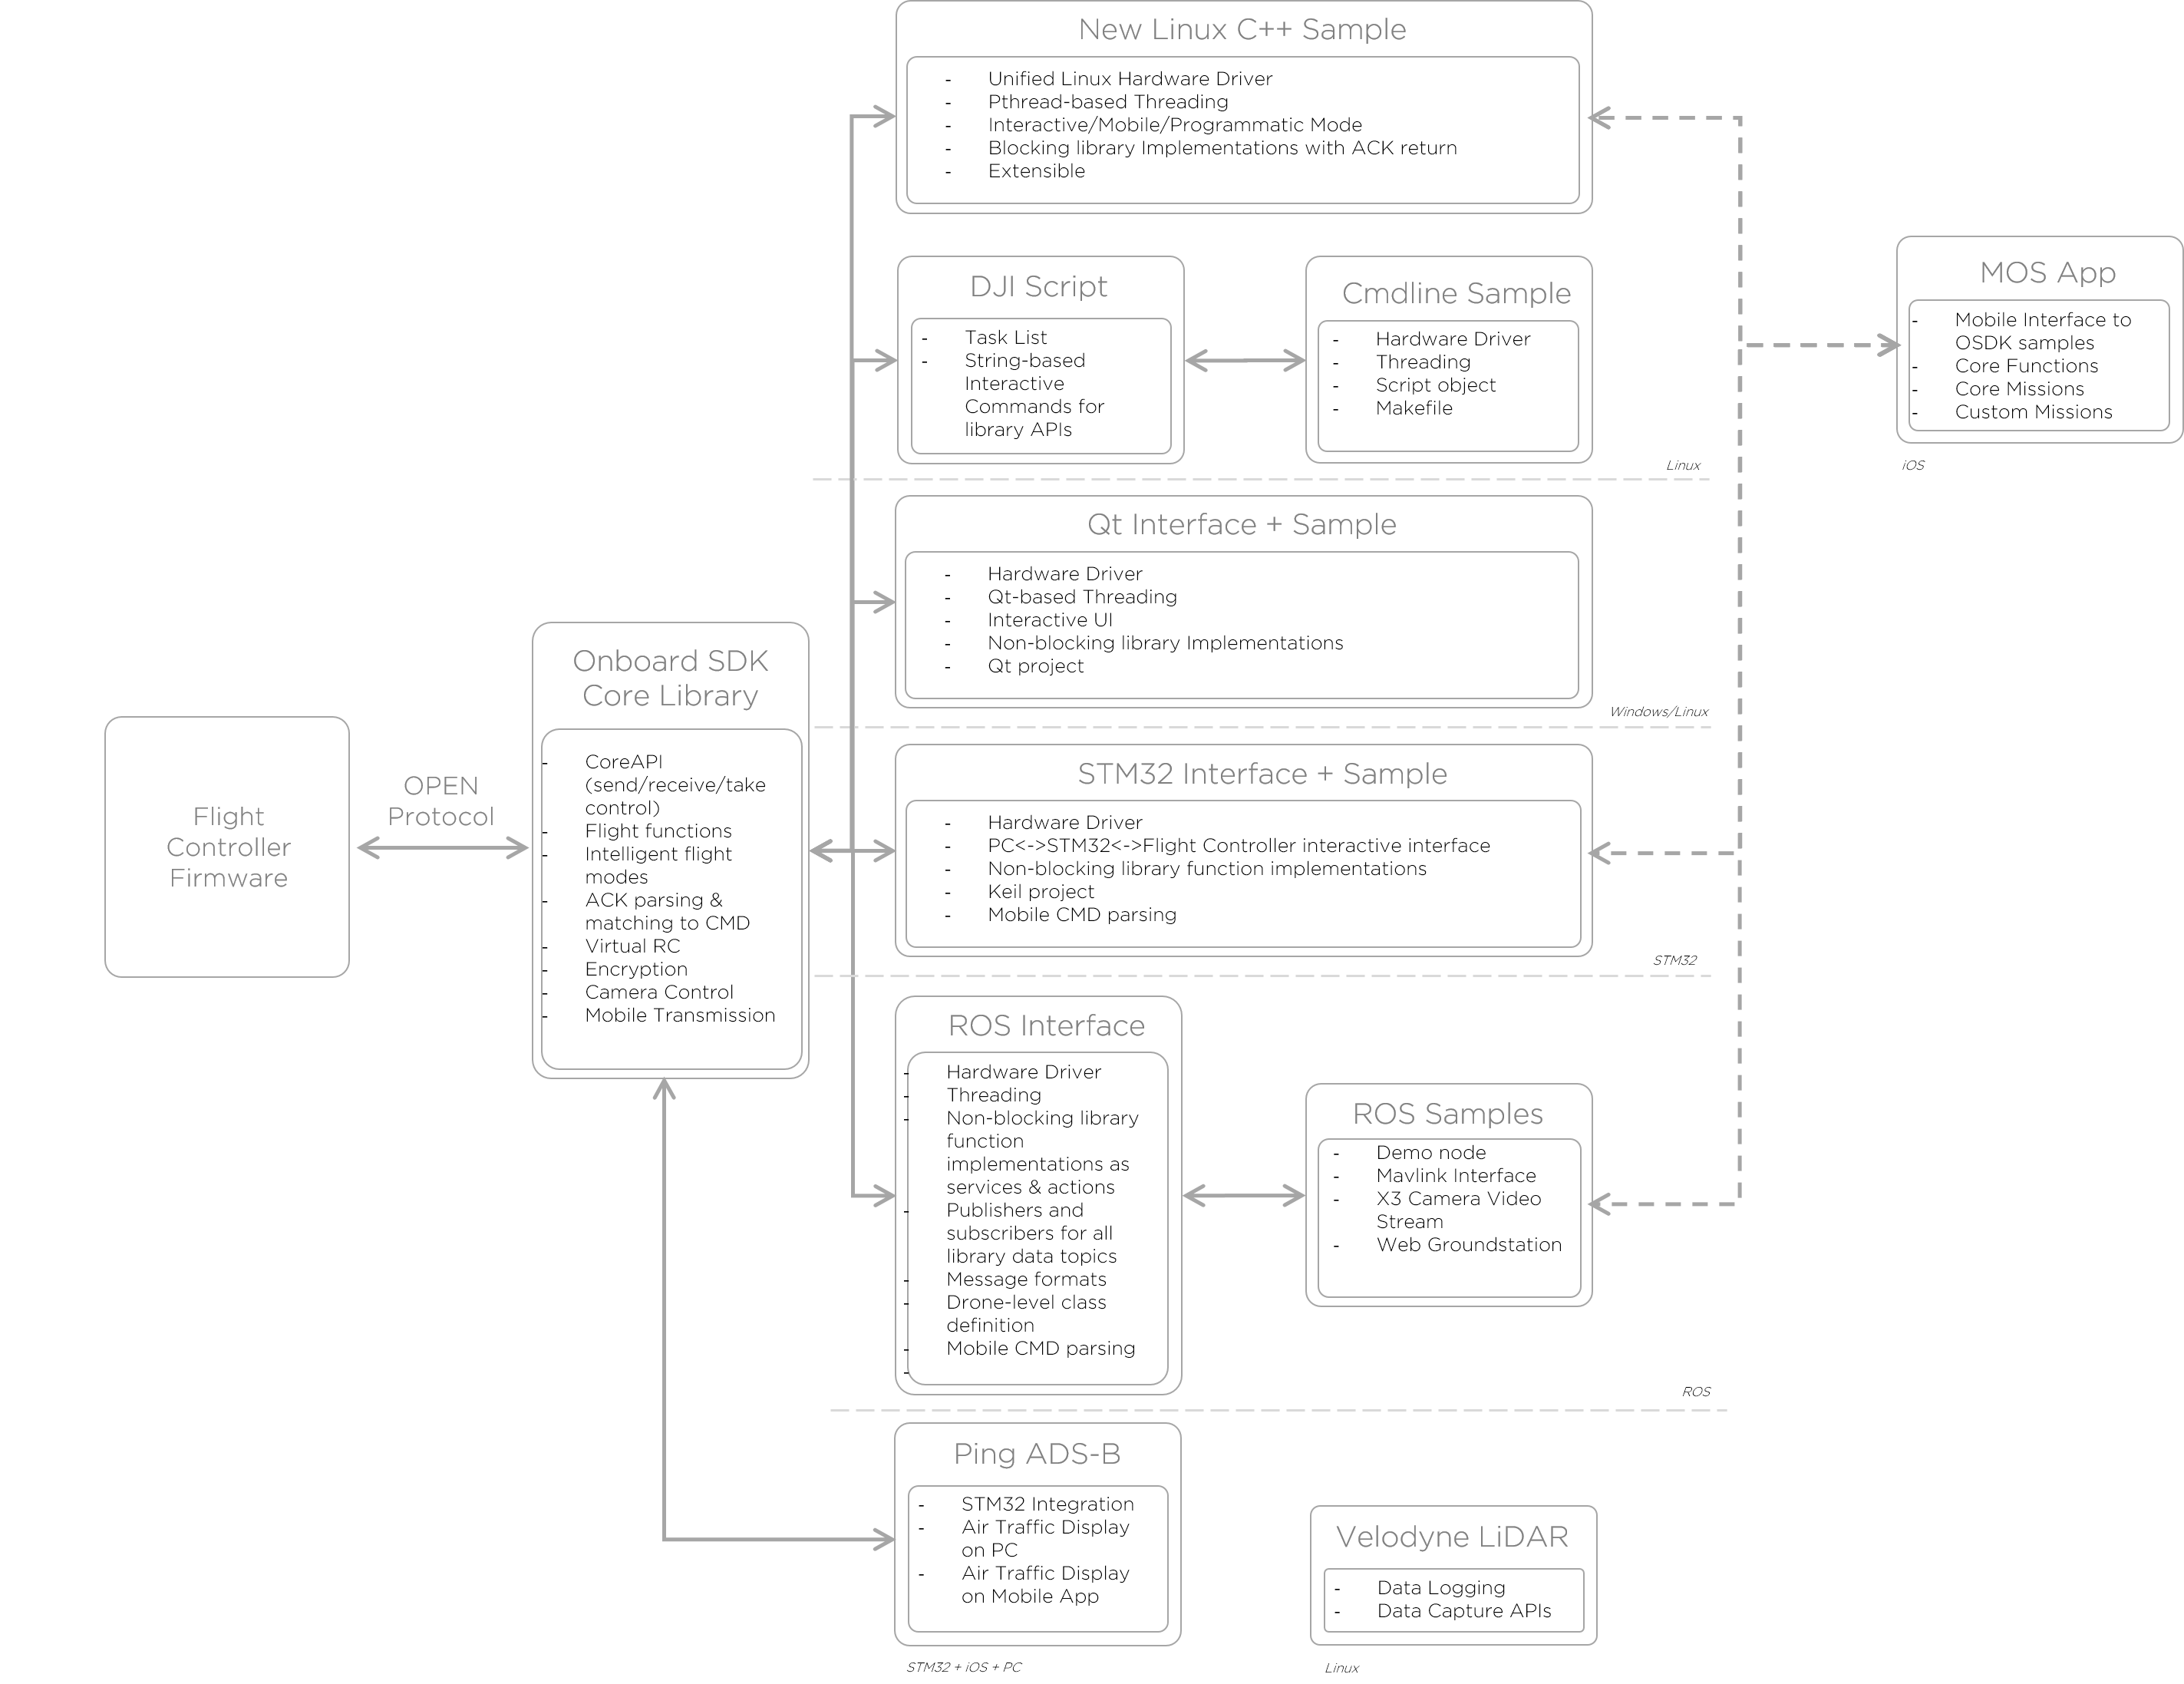 New Linux C++ Sample
- Unified Linux Hardware Driver
- Pthread-based Threading
- Interactive/Mobile/Programmatic Mode
- Blocking library Implementations with ACK return
- Extensible
DJI Script
- Task List
- String-based
Interactive
Commands for
library APIs
Cmdline Sample
- Hardware Driver
- Threading
- Script object
- Makefile
Linux
MOS App
- Mobile Interface to
OSDK samples
- Core Functions
- Core Missions
- Custom Missions
iOS
Qt Interface + Sample
- Hardware Driver
- Qt-based Threading
- Interactive UI
- Non-blocking library Implementations
- Qt project
Windows/Linux
Flight
Controller
Firmware
OPEN
Protocol
Onboard SDK
Core Library
- CoreAPI
(send/receive/take
control)
- Flight functions
- Intelligent flight
modes
- ACK parsing &
matching to CMD
- Virtual RC
- Encryption
- Camera Control
- Mobile Transmission
STM32 Interface + Sample
- Hardware Driver
- PC<->STM32<->Flight Controller interactive interface
- Non-blocking library function implementations
- Keil project
- Mobile CMD parsing
STM32
ROS Interface
- Hardware Driver
- Threading
- Non-blocking library
function
implementations as
services & actions
- Publishers and
subscribers for all
library data topics
- Message formats
- Drone-level class
definition
- Mobile CMD parsing
-
ROS Samples
- Demo node
- Mavlink Interface
- X3 Camera Video
Stream
- Web Groundstation
ROS
Ping ADS-B
- STM32 Integration
- Air Traffic Display
on PC
- Air Traffic Display
on Mobile App
STM32 + iOS + PC
Velodyne LiDAR
- Data Logging
- Data Capture APIs
Linux